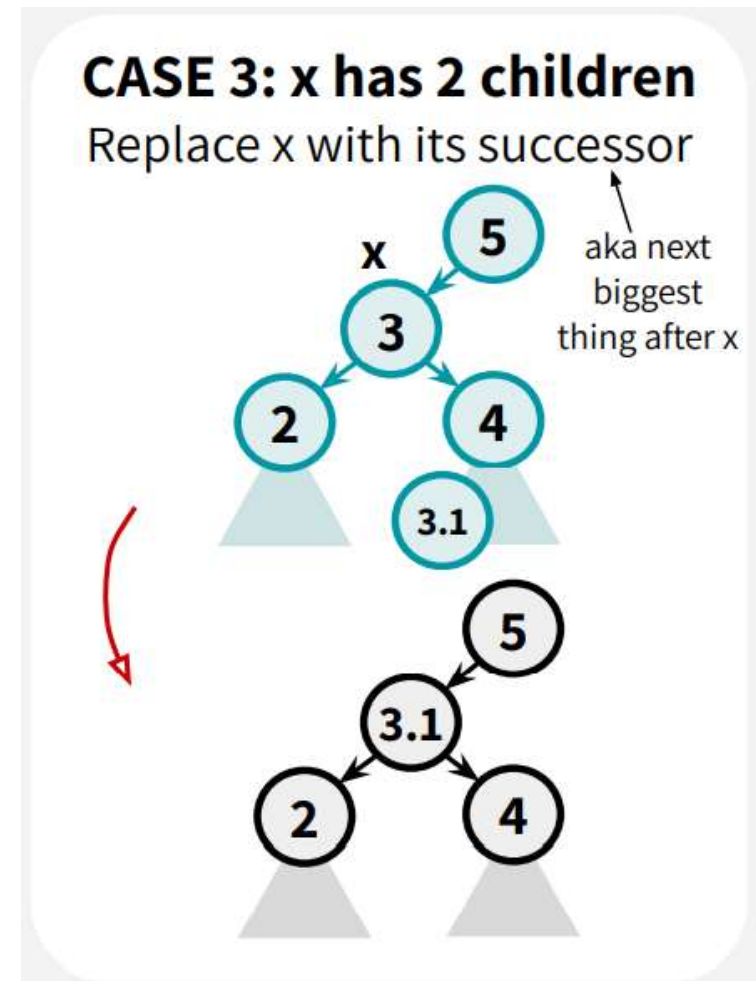 CASE 3: x has 2 children
Replace x with its successor
aka next
biggest
thing after x
x
5
3
2
4
3.1
5
3.1
2
4